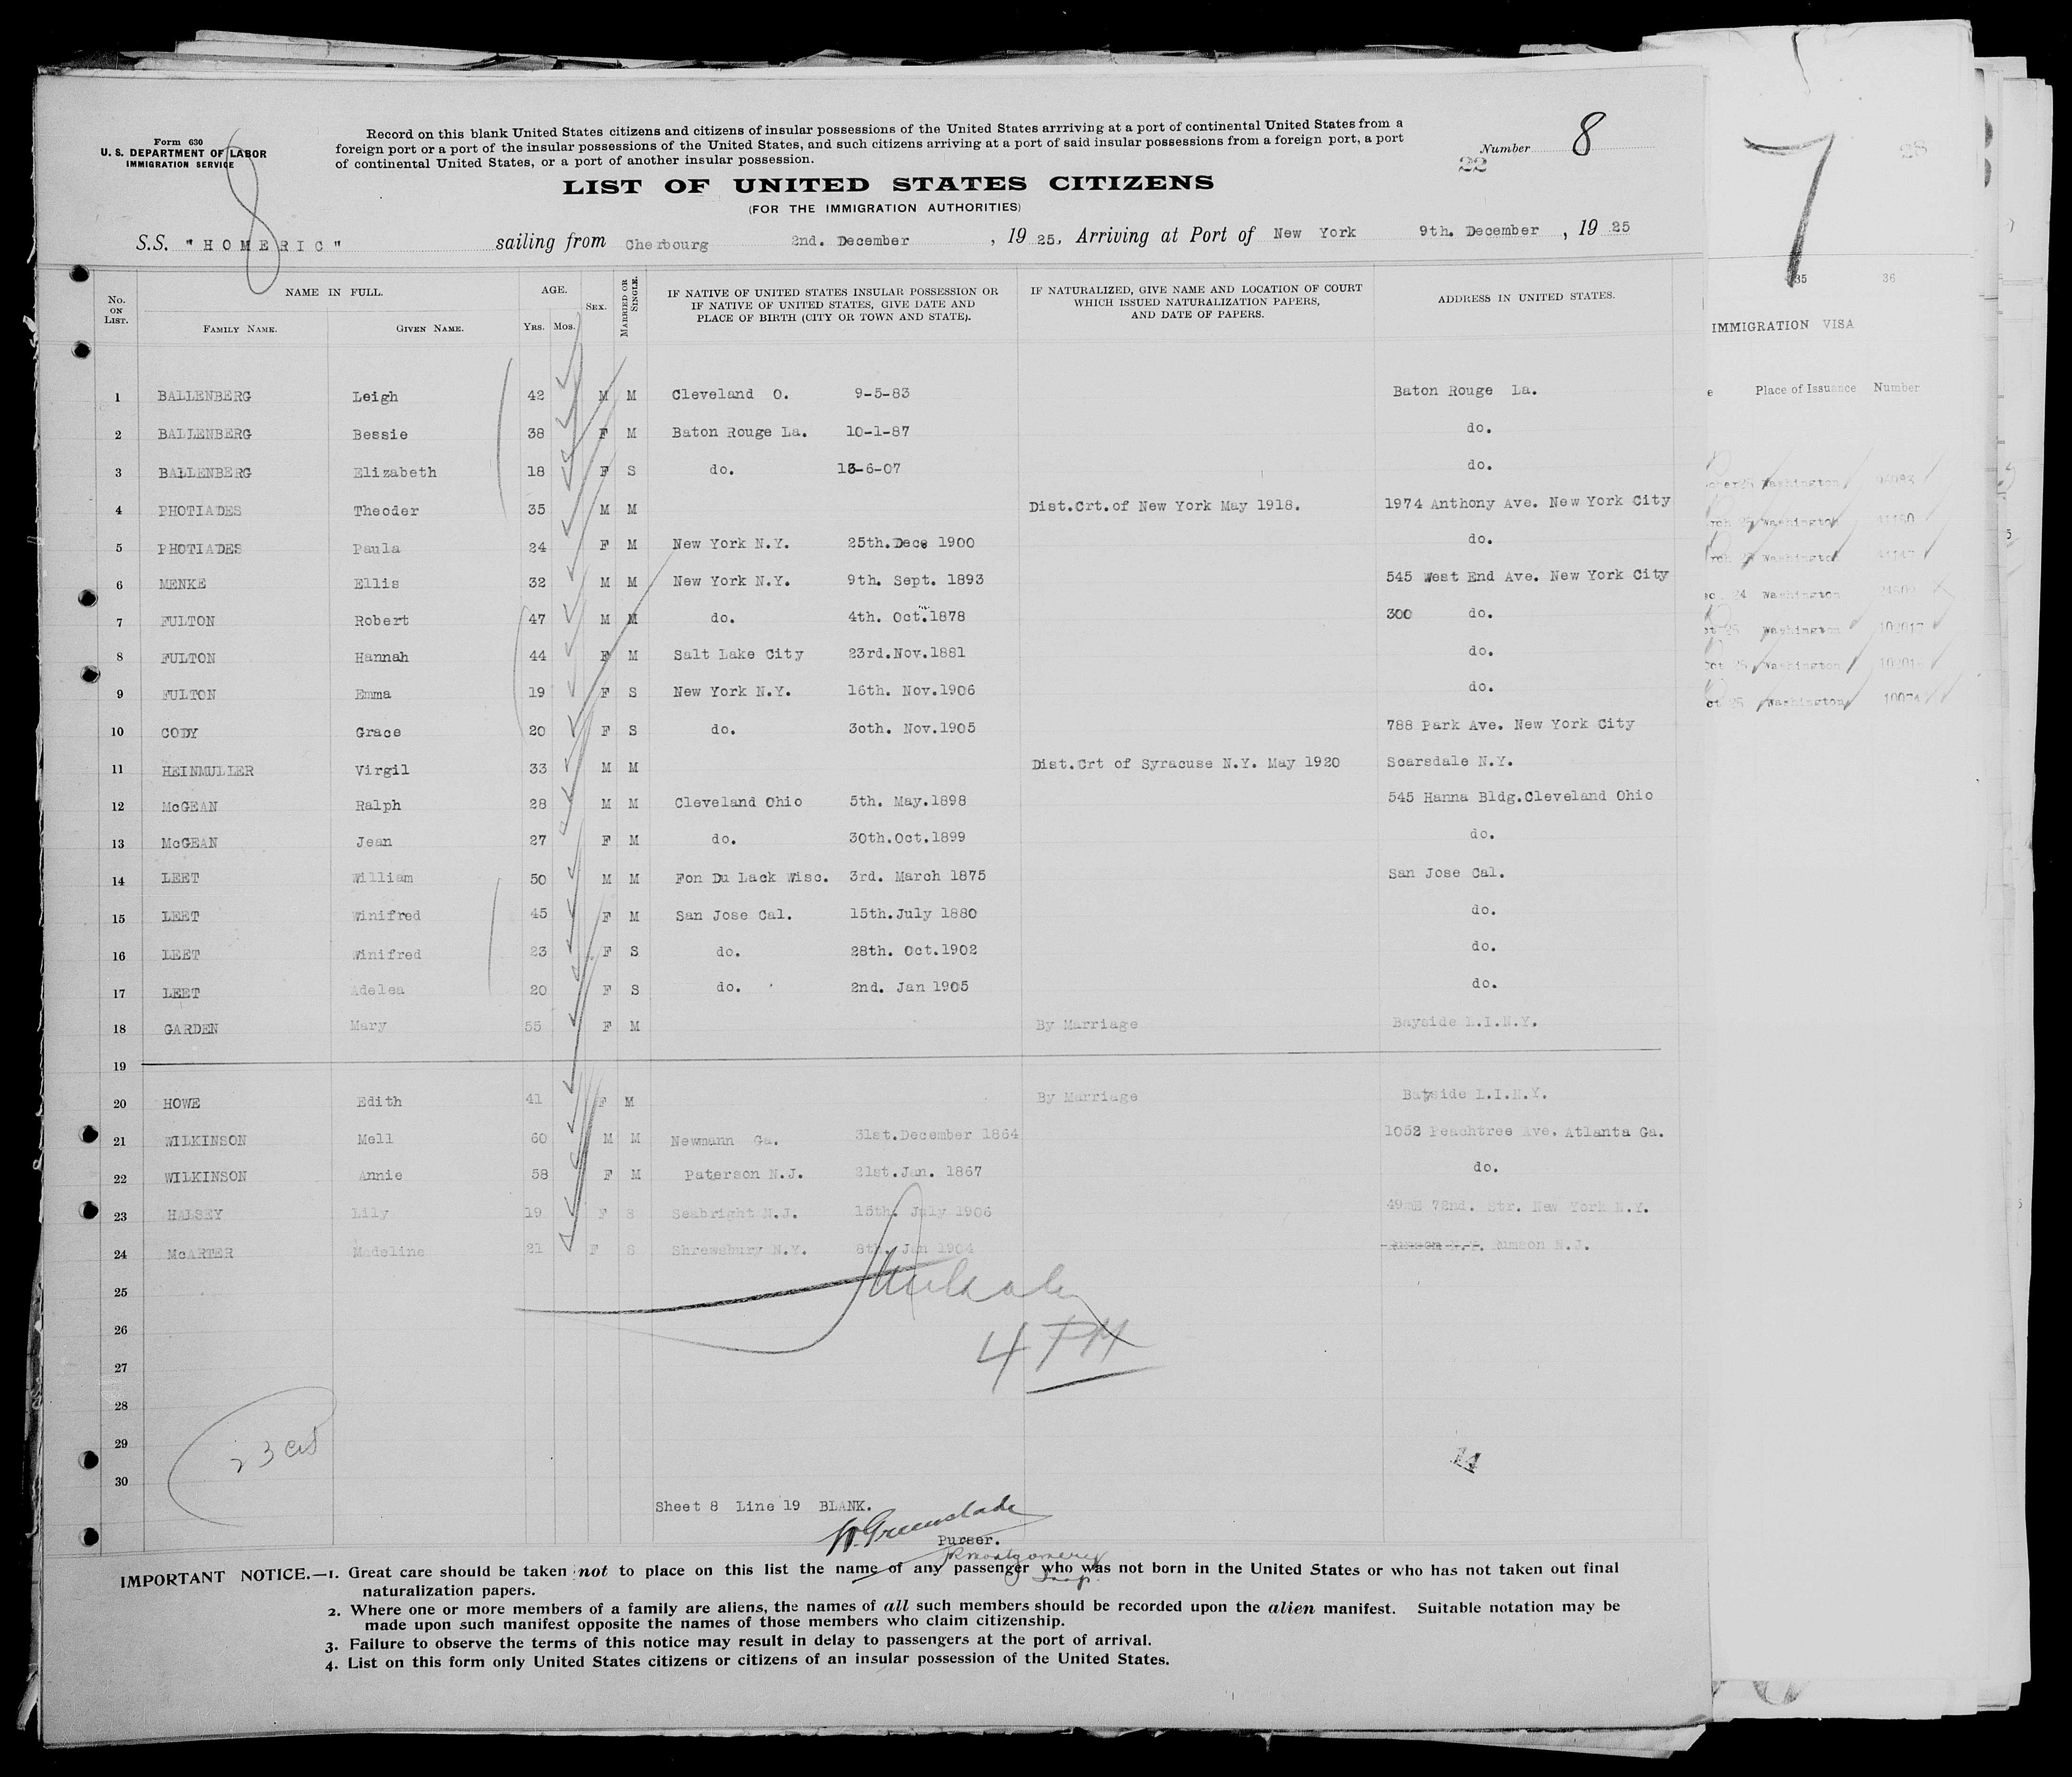 Form 630
U. S. DEPARTMENT OF LABOR
IMMIGRATION SERVICE
8
Record on this blank United States citizens and citizens of insular possessions of the United States arrriving at a port of continental United States from a
foreign port or a port of the insular possessions of the United States, and such citizens arriving at a port of said insular possessions from a foreign port, a port
of continental United States, or a port of another insular possession.
Number 8
22
LIST OF UNITED STATES CITIZENS
(FOR THE IMMIGRATION AUTHORITIES)
S.S. "HOMERIC" sailing from Cherbourg 2nd. December , 19 25, Arriving at Port of New York 9th. December , 19 25
No. ON LIST. NAME IN FULL. FAMILY NAME. GIVEN NAME. AGE. Yrs. Mos. SEX. MARRIED OR SINGLE. IF NATIVE OF UNITED STATES INSULAR POSSESSION OR IF NATIVE OF UNITED STATES, GIVE DATE AND PLACE OF BIRTH (CITY OR TOWN AND STATE). IF NATURALIZED, GIVE NAME AND LOCATION OF COURT WHICH ISSUED NATURALIZATION PAPERS, AND DATE OF PAPERS. ADDRESS IN UNITED STATES.
1 BALLENBERG Leigh 42 M M Cleveland O. 9-5-83 Baton Rouge La.
2 BALLENBERG Bessie 38 F M Baton Rouge La. 10-1-87 do.
3 BALLENBERG Elizabeth 18 F S do. 13-6-07 do.
4 PHOTIADES Theoder 35 M M Dist.Crt.of New York May 1918. 1974 Anthony Ave. New York City
5 PHOTIADES Paula 24 F M New York N.Y. 25th.Dec. 1900 do.
6 MENKE Ellis 32 M M New York N.Y. 9th. Sept. 1893 545 West End Ave. New York City
7 FULTON Robert 47 M M do. 4th. Oct.1878 300 do.
8 FULTON Hannah 44 F M Salt Lake City 23rd.Nov.1881 do.
9 FULTON Emma 19 F S New York N.Y. 16th. Nov.1906 do.
10 CODY Grace 20 F S do. 30th. Nov.1905 788 Park Ave. New York City
11 HEINMULLER Virgil 33 M M Dist.Crt of Syracuse N.Y. May 1920 Scarsdale N.Y.
12 McGEAN Ralph 28 M M Cleveland Ohio 5th. May.1898 545 Hanna Bldg.Cleveland Ohio
13 McGEAN Jean 27 F M do. 30th.Oct.1899 do.
14 LEET William 50 M M Fon Du Lack Wisc. 3rd. March 1875 San Jose Cal.
15 LEET Winifred 45 F M San Jose Cal. 15th.July 1880 do.
16 LEET Winifred 23 F S do. 28th. Oct.1902 do.
17 LEET Adelea 20 F S do. 2nd. Jan 1905 do.
18 GARDEN Mary 55 F M By Marriage Bayside L.I.N.Y.
19
20 HOWE Edith 41 F M By Marriage Bayside L.I.N.Y.
21 WILKINSON Mell 60 M M Newmann Ga. 31st.December 1864 1052 Peachtree Ave. Atlanta Ga.
22 WILKINSON Annie 58 F M Paterson N.J. 21st.Jan. 1867 do.
23 HALSEY Lily 19 F S Seabright N.J. 15th. July 1906 72nd. Str. New York N.Y.
24 McARTER Madeline 21 F S Shrewsbury N.Y. 8th. Jan 1904 Rumson N.J.
25
26
27
28
29
30
23 cit
Sheet 8 Line 19 BLANK.
Purser.
IMPORTANT NOTICE.—1. Great care should be taken not to place on this list the name of any passenger who was not born in the United States or who has not taken out final
naturalization papers.
2. Where one or more members of a family are aliens, the names of all such members should be recorded upon the alien manifest. Suitable notation may be
made upon such manifest opposite the names of those members who claim citizenship.
3. Failure to observe the terms of this notice may result in delay to passengers at the port of arrival.
4. List on this form only United States citizens or citizens of an insular possession of the United States.
7
28
35 36
IMMIGRATION VISA
Place of Issuance Number
Washington
Washington
Washington
24 Washington
25 Washington
25 Washington
25 Washington